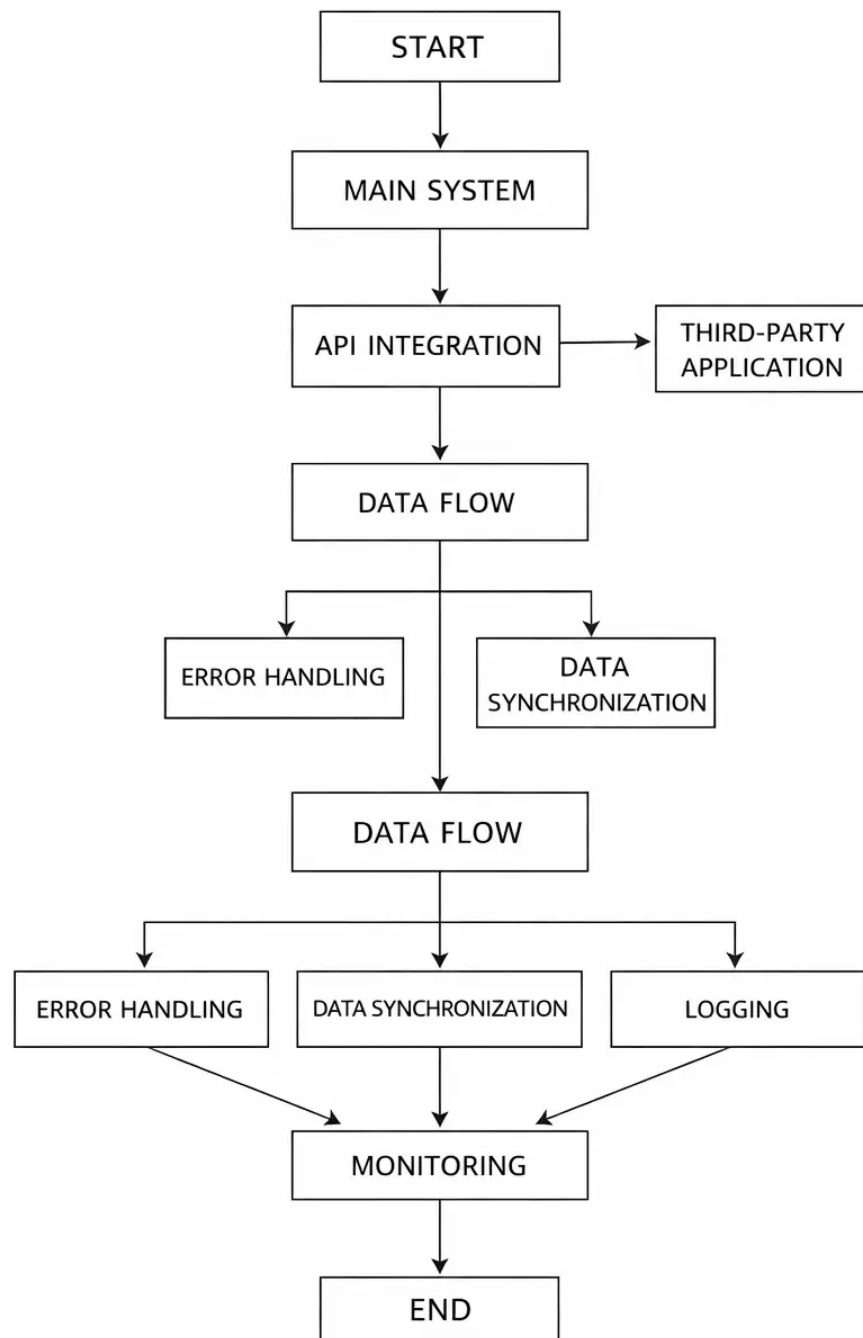 START
MAIN SYSTEM
API INTEGRATION
THIRD-PARTY
APPLICATION
DATA FLOW
ERROR HANDLING
DATA
SYNCHRONIZATION
DATA FLOW
ERROR HANDLING
DATA SYNCHRONIZATION
LOGGING
MONITORING
END